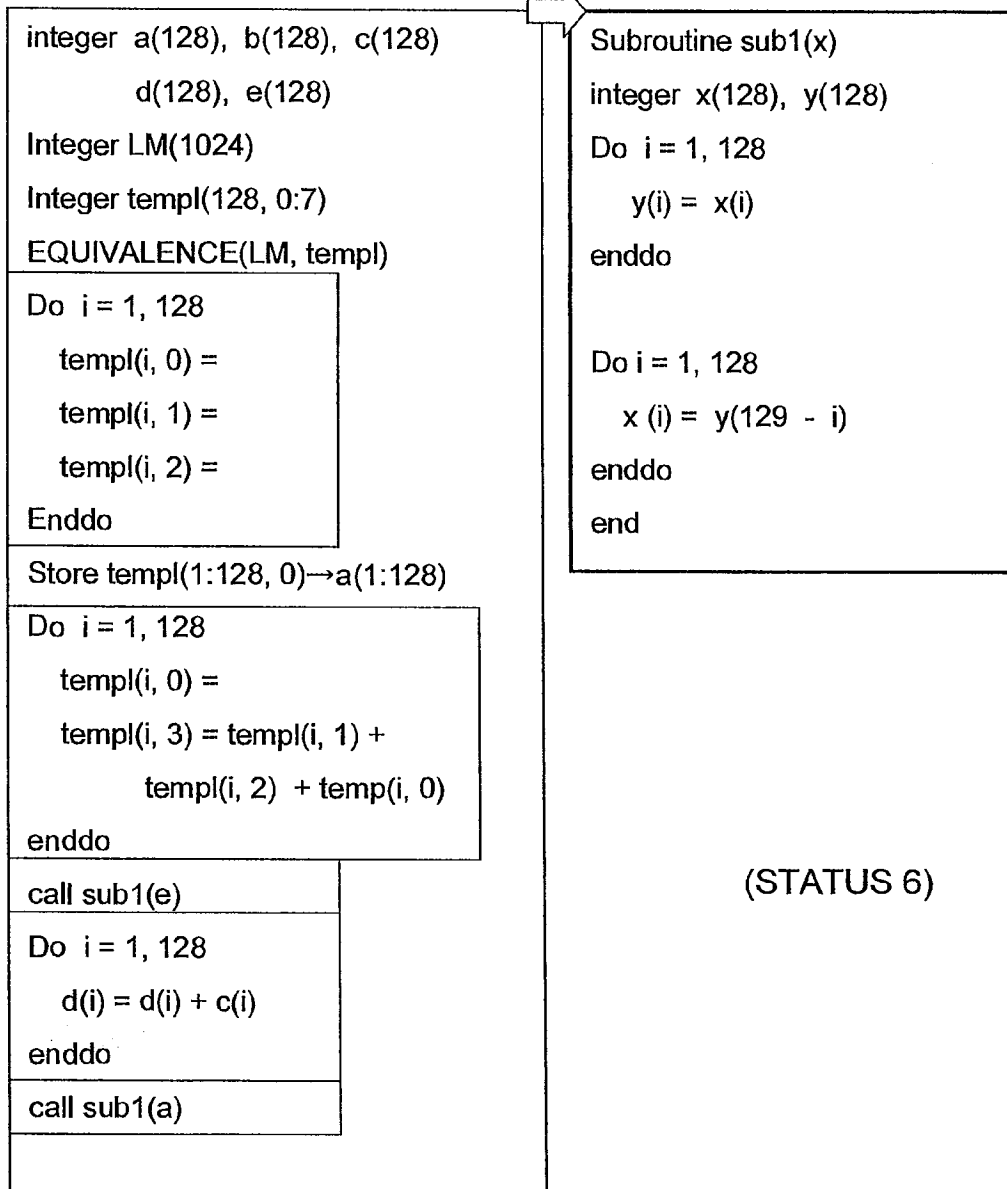 integer a(128), b(128), c(128)
d(128), e(128)
Integer LM(1024)
Integer templ(128, 0:7)
EQUIVALENCE(LM, templ)
Do i = 1, 128
templ(i, 0) =
templ(i, 1) =
templ(i, 2) =
Enddo
Store templ(1:128, 0)→a(1:128)
Do i = 1, 128
templ(i, 0) =
templ(i, 3) = templ(i, 1) +
templ(i, 2) + temp(i, 0)
enddo
call sub1(e)
Do i = 1, 128
d(i) = d(i) + c(i)
enddo
call sub1(a)
Subroutine sub1(x)
integer x(128), y(128)
Do i = 1, 128
y(i) = x(i)
enddo
Do i = 1, 128
x (i) = y(129 - i)
enddo
end
(STATUS 6)